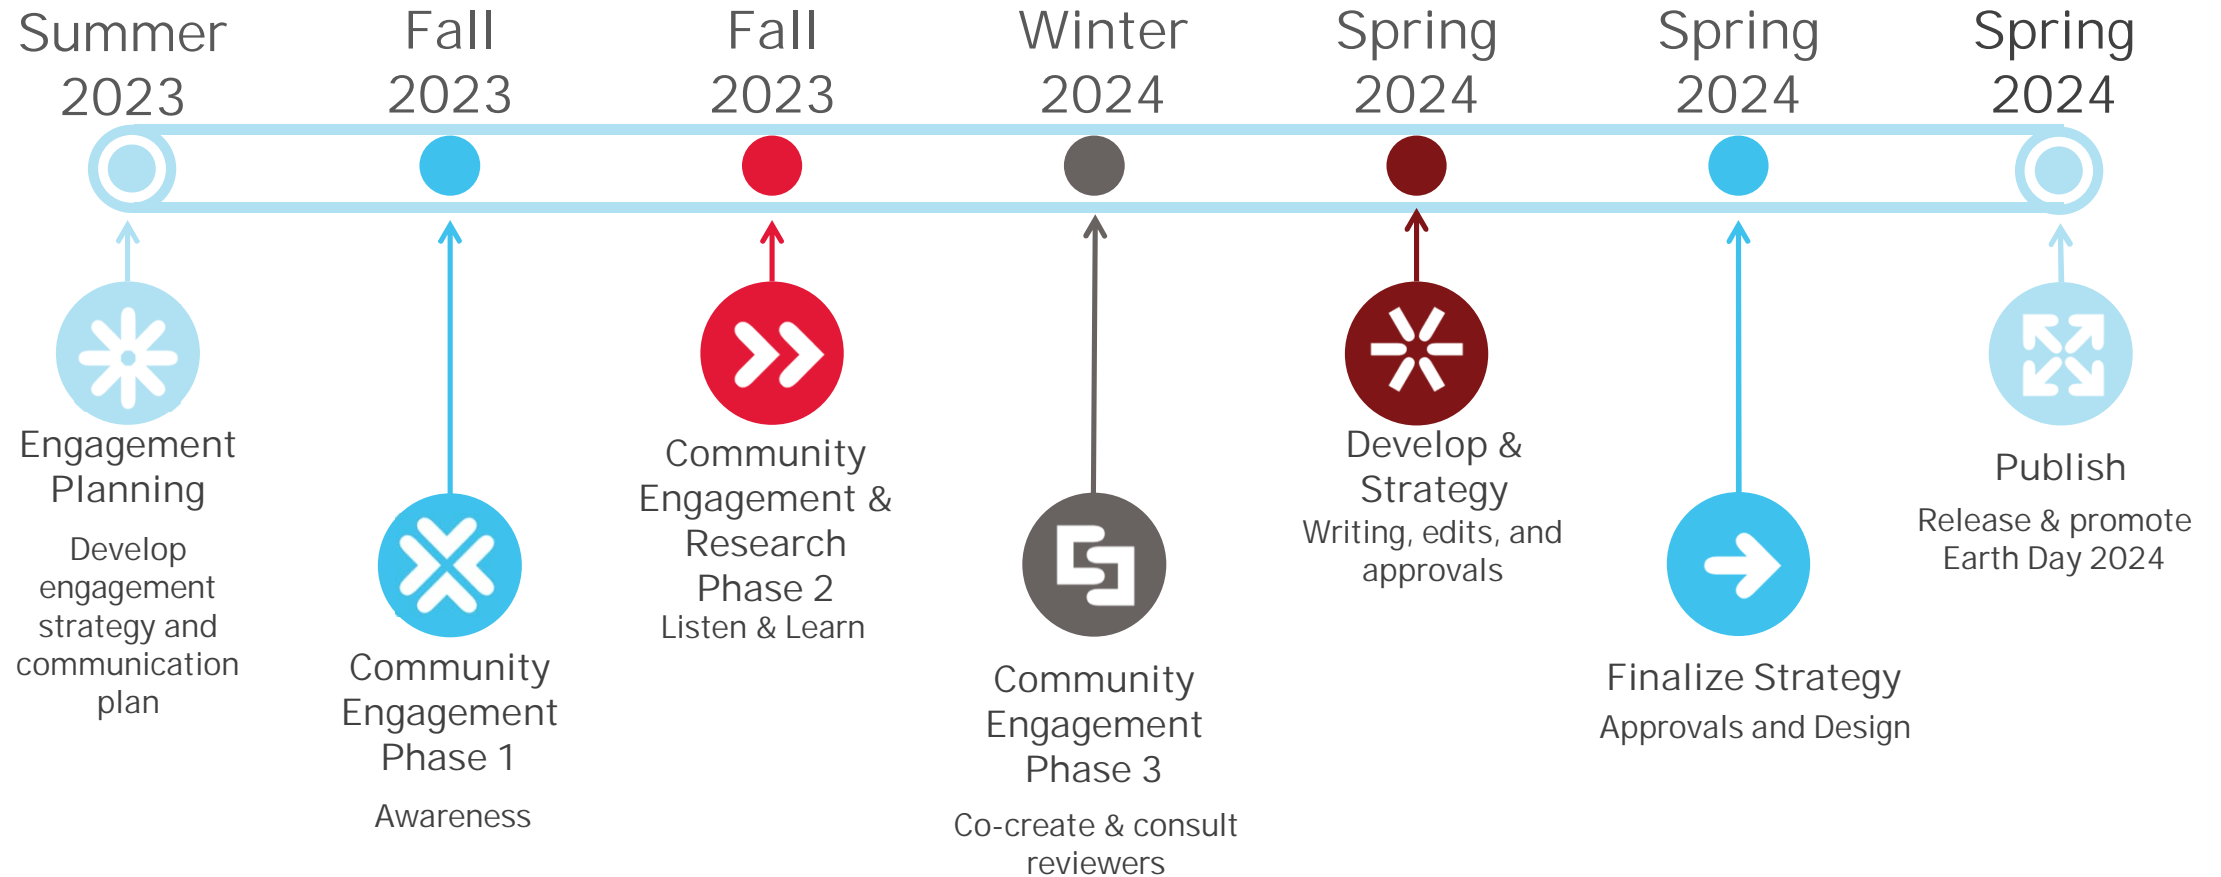 Summer
2023
Fall
2023
Fall
2023
Winter
2024
Spring
2024
Spring
2024
Spring
2024
Engagement
Planning
Develop
engagement
strategy and
communication
plan
Community
Engagement
Phase 1
Awareness
Community
Engagement &
Research
Phase 2
Listen & Learn
Community
Engagement
Phase 3
Co-create & consult
reviewers
Develop &
Strategy
Writing, edits, and
approvals
Finalize Strategy
Approvals and Design
Publish
Release & promote
Earth Day 2024